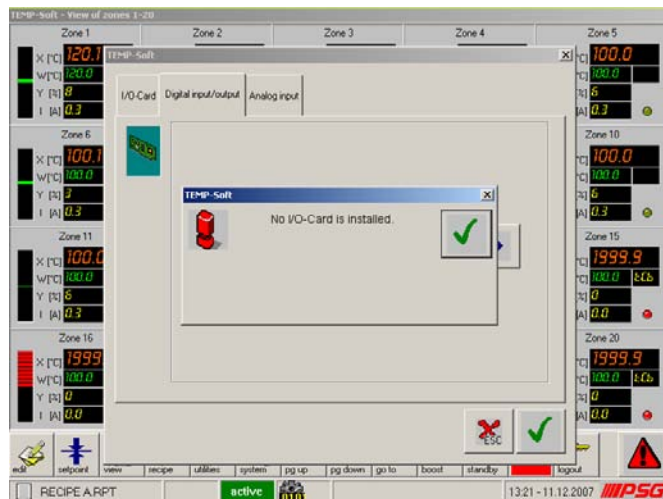 TEMP-Soft - View of zones 1-20
Zone 1 Zone 2 Zone 3 Zone 4 Zone 5
X [°C] 120.1
W[°C] 120.0
Y [%] 8
I [A] 0.3
°C] 100.0
°C] 100.0
%] 6
[A] 0.3
TEMP-Soft
I/O-Card Digital input/output Analog input
Zone 6 Zone 10
X [°C] 100.1
W[°C] 100.0
Y [%] 3
I [A] 0.3
°C] 100.0
°C] 100.0
%] 6
[A] 0.3
TEMP-Soft
No I/O-Card is installed.
Zone 11 Zone 15
X [°C] 100.0
W[°C] 100.0
Y [%] 6
I [A] 0.3
°C] 1999.9
°C] 100.0
%] 0
[A] 0.0
Zone 16 Zone 20
X [°C] 1999
W[°C] 100.0
Y [%] 0
I [A] 0.0
°C] 1999.9
°C] 100.0
%] 0
[A] 0.0
ESC
edit setpoint view recipe utilities system pg up pg down go to boost standby logout
RECIPE A.RPT active 0101 13:21 - 11.12.2007 PSG